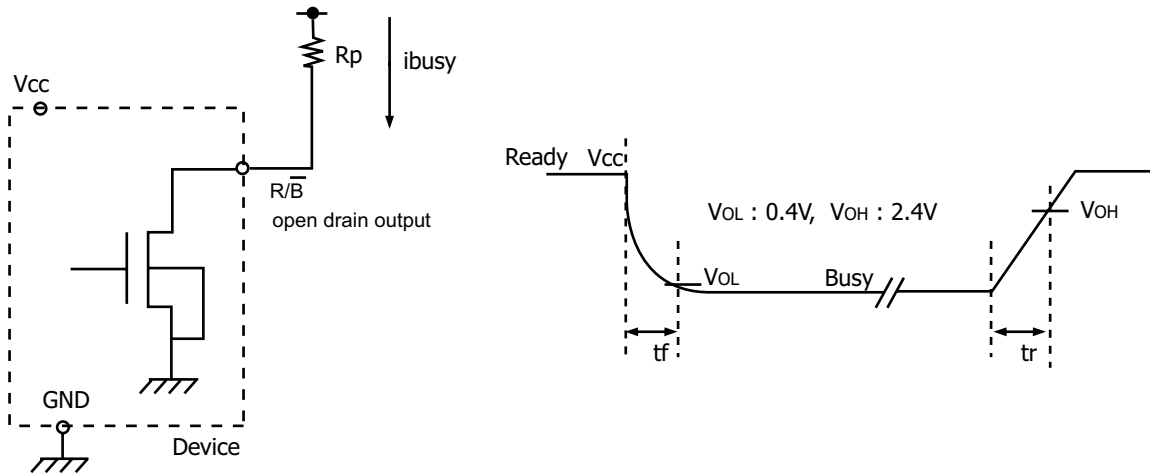 Rp
ibusy
Vcc
R/B̅
open drain output
GND
Device
Ready Vcc
VOL : 0.4V, VOH : 2.4V
VOH
VOL
Busy
tf
tr